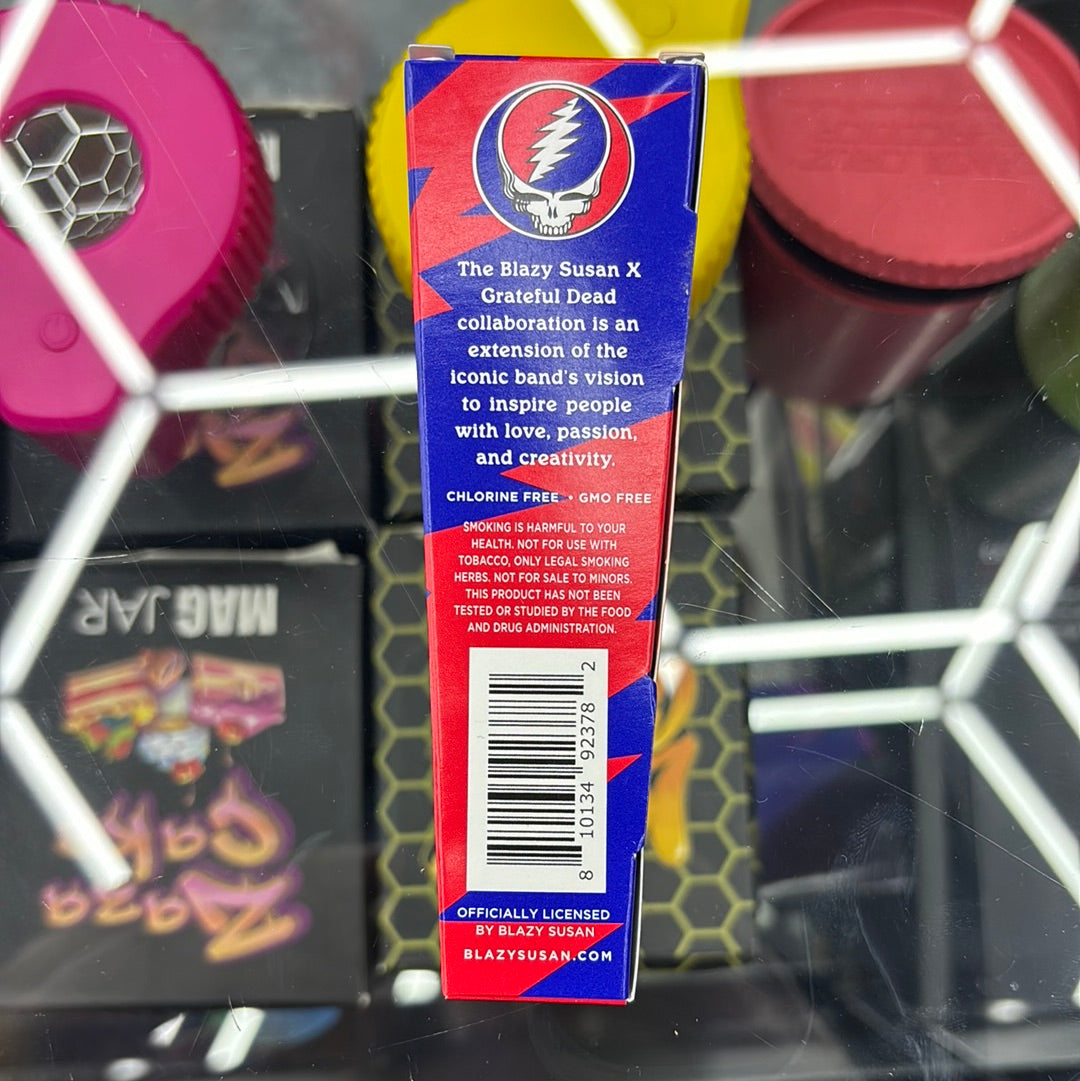 The Blazy Susan X
Grateful Dead
collaboration is an
extension of the
iconic band's vision
to inspire people
with love, passion,
and creativity.
CHLORINE FREE • GMO FREE
SMOKING IS HARMFUL TO YOUR
HEALTH. NOT FOR USE WITH
TOBACCO, ONLY LEGAL SMOKING
HERBS. NOT FOR SALE TO MINORS.
THIS PRODUCT HAS NOT BEEN
TESTED OR STUDIED BY THE FOOD
AND DRUG ADMINISTRATION.
8 10134 92378 2
OFFICIALLY LICENSED
BY BLAZY SUSAN
BLAZYSUSAN.COM
MAG JAR
Zaza
Cake